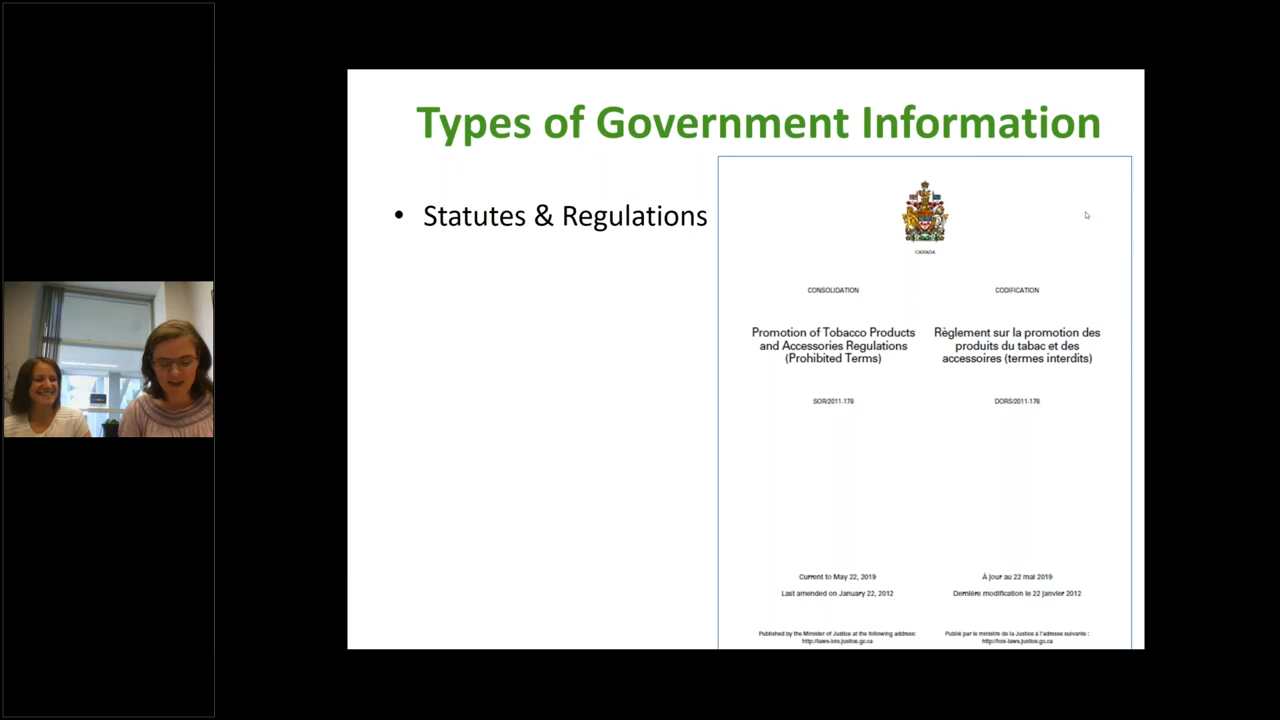 Types of Government Information
• Statutes & Regulations
CANADA
CONSOLIDATION
Promotion of Tobacco Products
and Accessories Regulations
(Prohibited Terms)
SOR/2011-178
Current to May 22, 2019
Last amended on January 22, 2012
Published by the Minister of Justice at the following address:
http://laws-lois.justice.gc.ca
CODIFICATION
Règlement sur la promotion des
produits du tabac et des
accessoires (termes interdits)
DORS/2011-178
À jour au 22 mai 2019
Dernière modification le 22 janvier 2012
Publié par le ministre de la Justice à l'adresse suivante :
http://lois-laws.justice.gc.ca